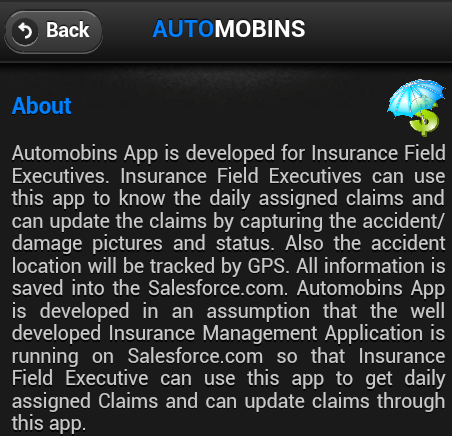 Back
AUTOMOBINS
About
Automobins App is developed for Insurance Field
Executives. Insurance Field Executives can use
this app to know the daily assigned claims and
can update the claims by capturing the accident/
damage pictures and status. Also the accident
location will be tracked by GPS. All information is
saved into the Salesforce.com. Automobins App
is developed in an assumption that the well
developed Insurance Management Application is
running on Salesforce.com so that Insurance
Field Executive can use this app to get daily
assigned Claims and can update claims through
this app.